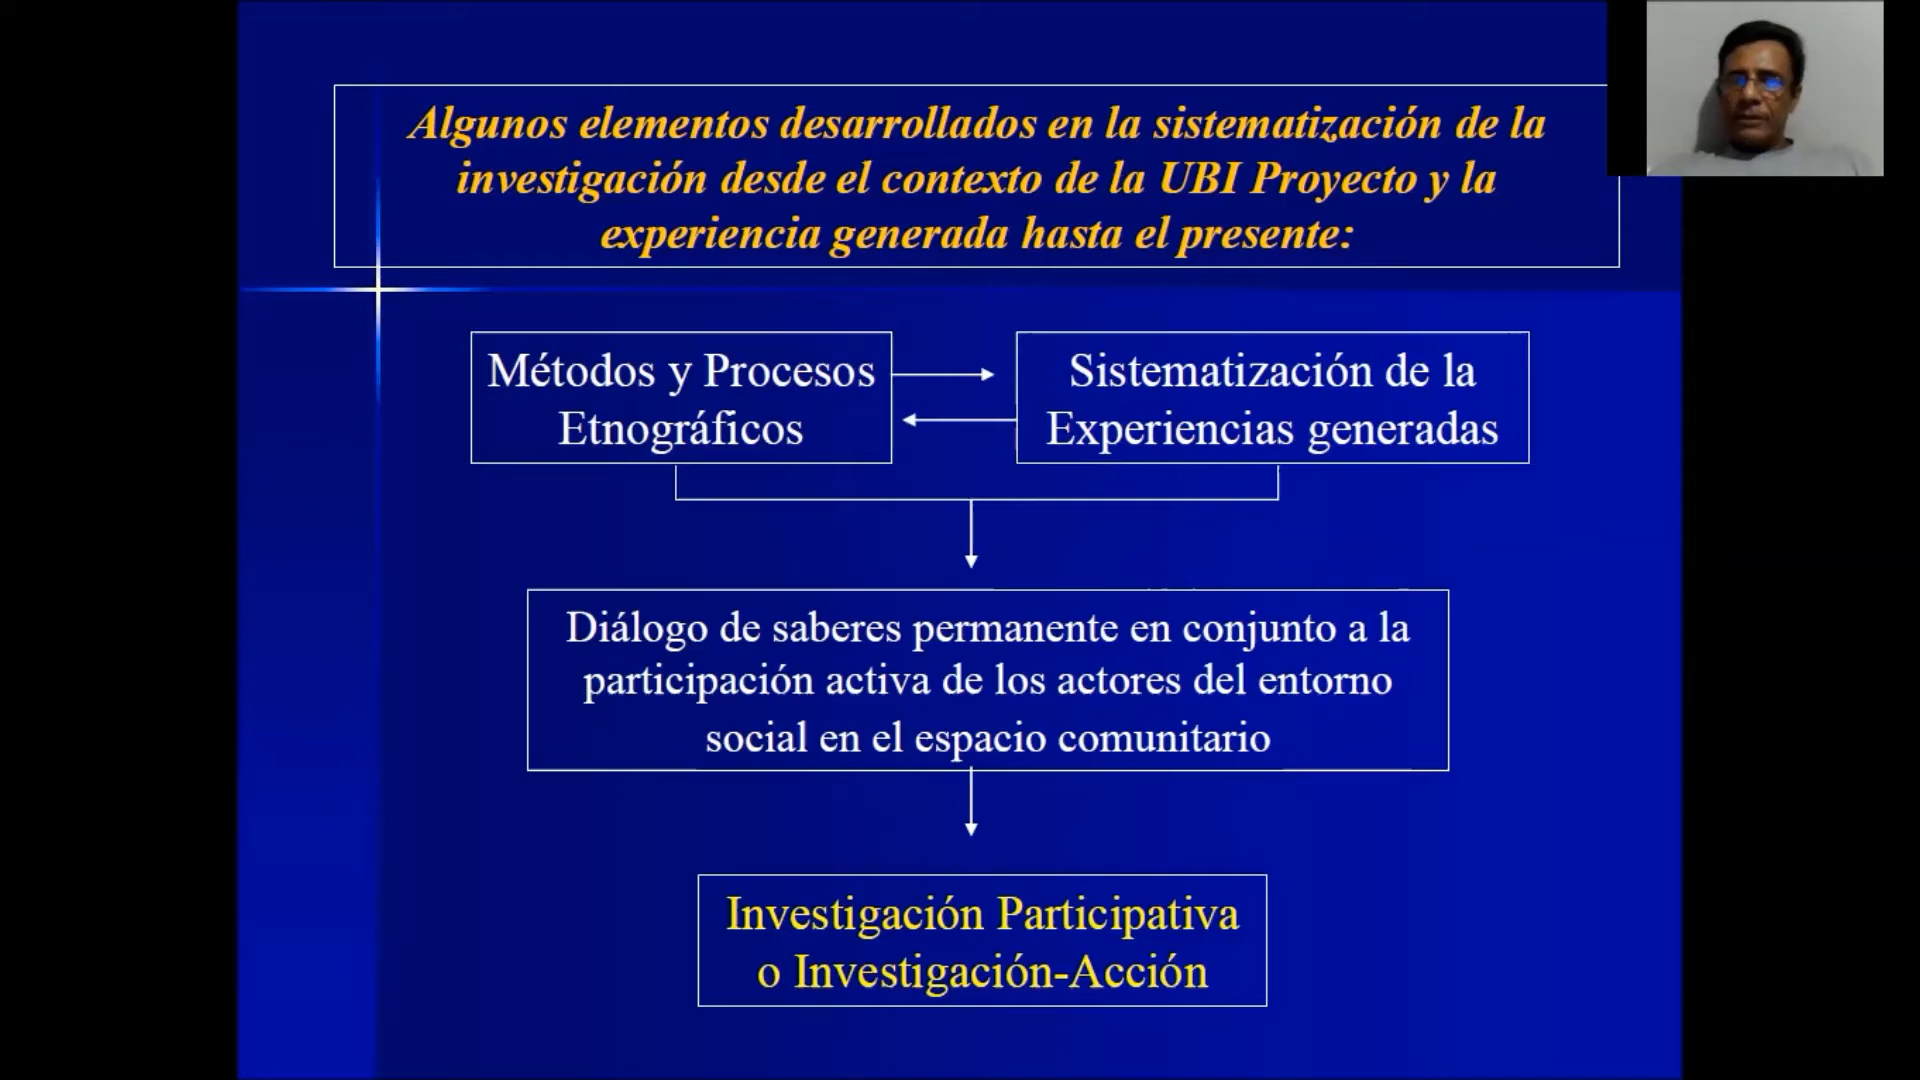 Algunos elementos desarrollados en la sistematización de la
investigación desde el contexto de la UBI Proyecto y la
experiencia generada hasta el presente:
Métodos y Procesos
Etnográficos
Sistematización de la
Experiencias generadas
Diálogo de saberes permanente en conjunto a la
participación activa de los actores del entorno
social en el espacio comunitario
Investigación Participativa
o Investigación-Acción